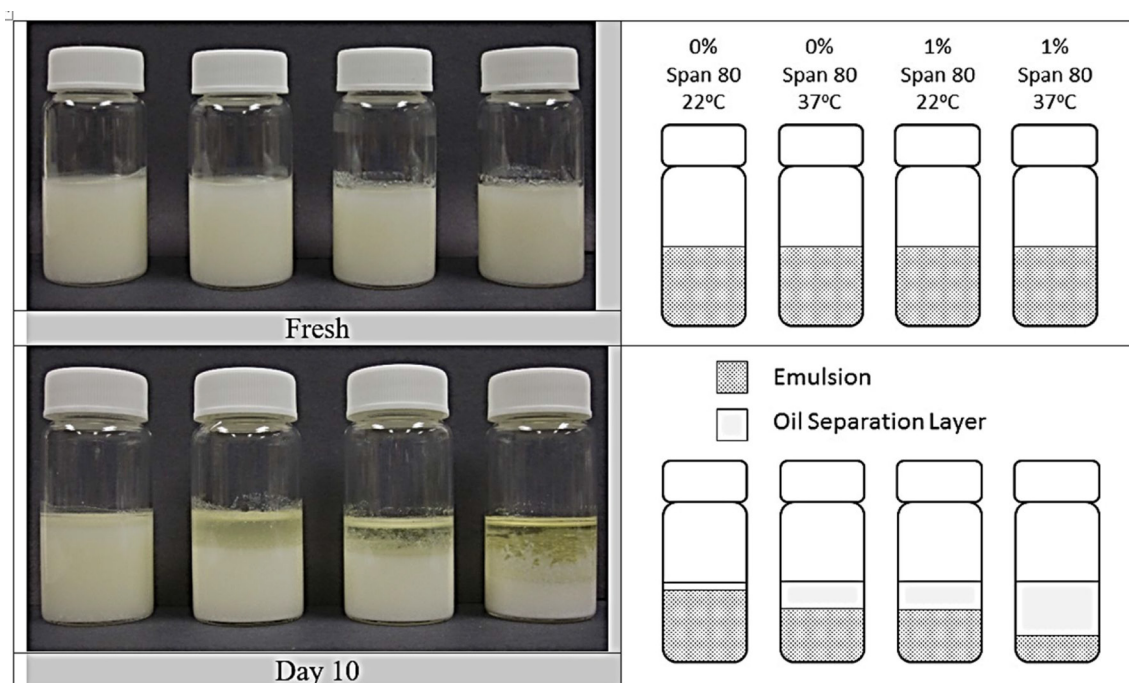 0%
Span 80
22ºC
0%
Span 80
37ºC
1%
Span 80
22ºC
1%
Span 80
37ºC
Fresh
Emulsion
Oil Separation Layer
Day 10